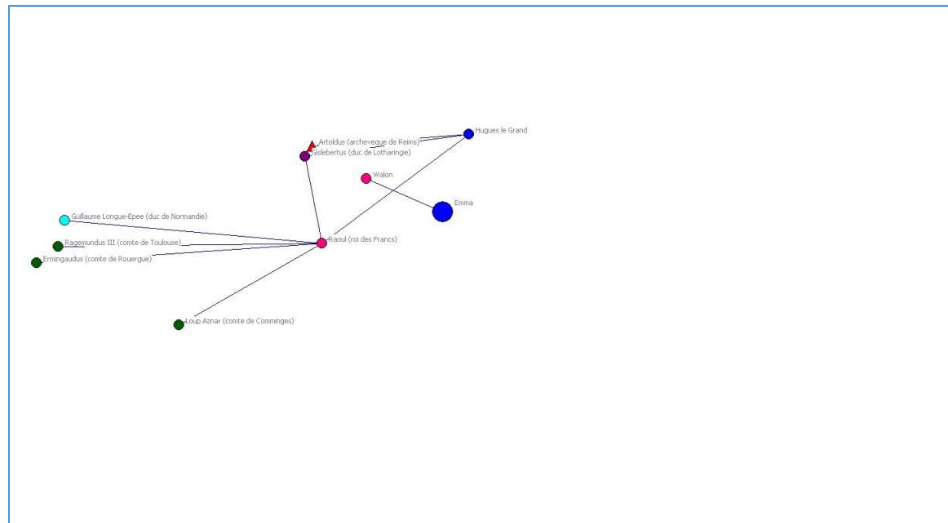 Hugues le Grand
Artoldus (archeveque de Reims)
Gislebertus (duc de Lotharingie)
Walon
Emma
Guillaume Longue-Epee (duc de Normandie)
Raoul (roi des Francs)
Ragemundus III (comte de Toulouse)
Ermingaudus (comte de Rouergue)
Loup Aznar (comte de Comminges)